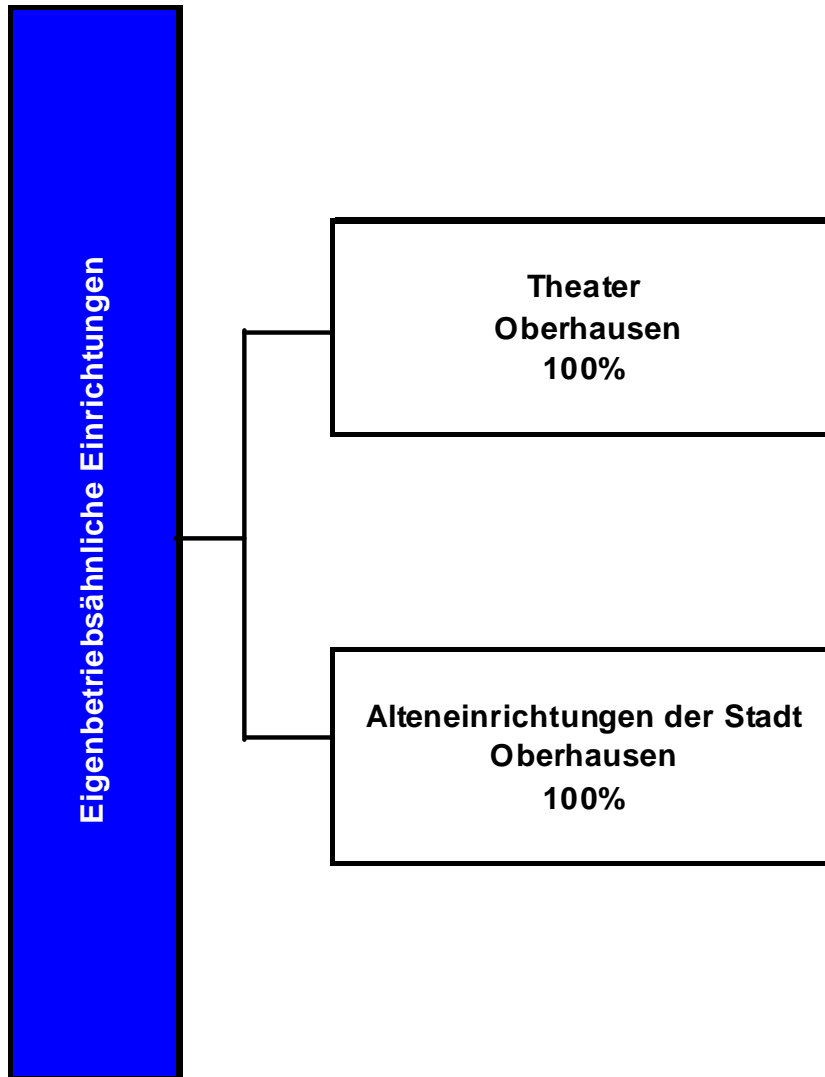 Eigenbetriebsähnliche Einrichtungen
Theater
Oberhausen
100%
Alteneinrichtungen der Stadt
Oberhausen
100%